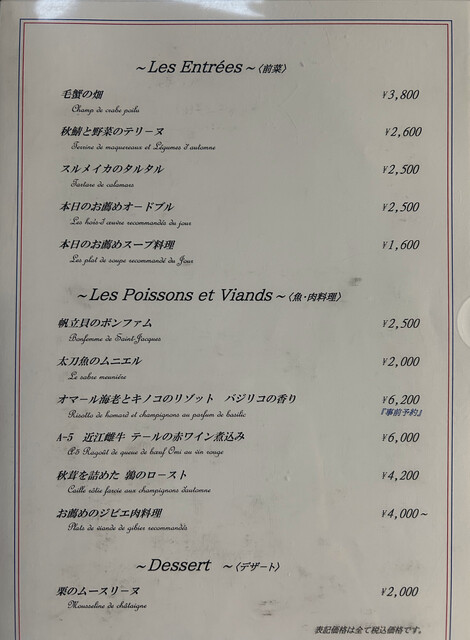 ~ Les Entrées ~〈前菜〉
毛蟹の畑 ¥3,800
Champ de crabe poilu
秋鯖と野菜のテリーヌ ¥2,600
Terrine de maquereaux et Légumes d'automne
スルメイカのタルタル ¥2,500
Tartare de calamars
本日のお薦めオードブル ¥2,500
Les hors-d'œuvre recommandés du jour
本日のお薦めスープ料理 ¥1,600
Les plat de soupe recommandé du Jour
~ Les Poissons et Viands ~〈魚・肉料理〉
帆立貝のボンファム ¥2,500
Bonfemme de Saint-Jacques
太刀魚のムニエル ¥2,000
Le sabre meunière
オマール海老とキノコのリゾット バジリコの香り ¥6,200
Risotto de homard et champignons au parfum de basilic
『事前予約』
A-5 近江雌牛 テールの赤ワイン煮込み ¥6,000
A5 Ragoût de queue de bœuf Omi au vin rouge
秋茸を詰めた 鶉のロースト ¥4,200
Caille rôtie farcie aux champignons d'automne
お薦めのジビエ肉料理 ¥4,000~
Plats de viande de gibier recommandés
~Dessert ~〈デザート〉
栗のムースリーヌ ¥2,000
Mousseline de châtaigne
表記価格は全て税込価格です。